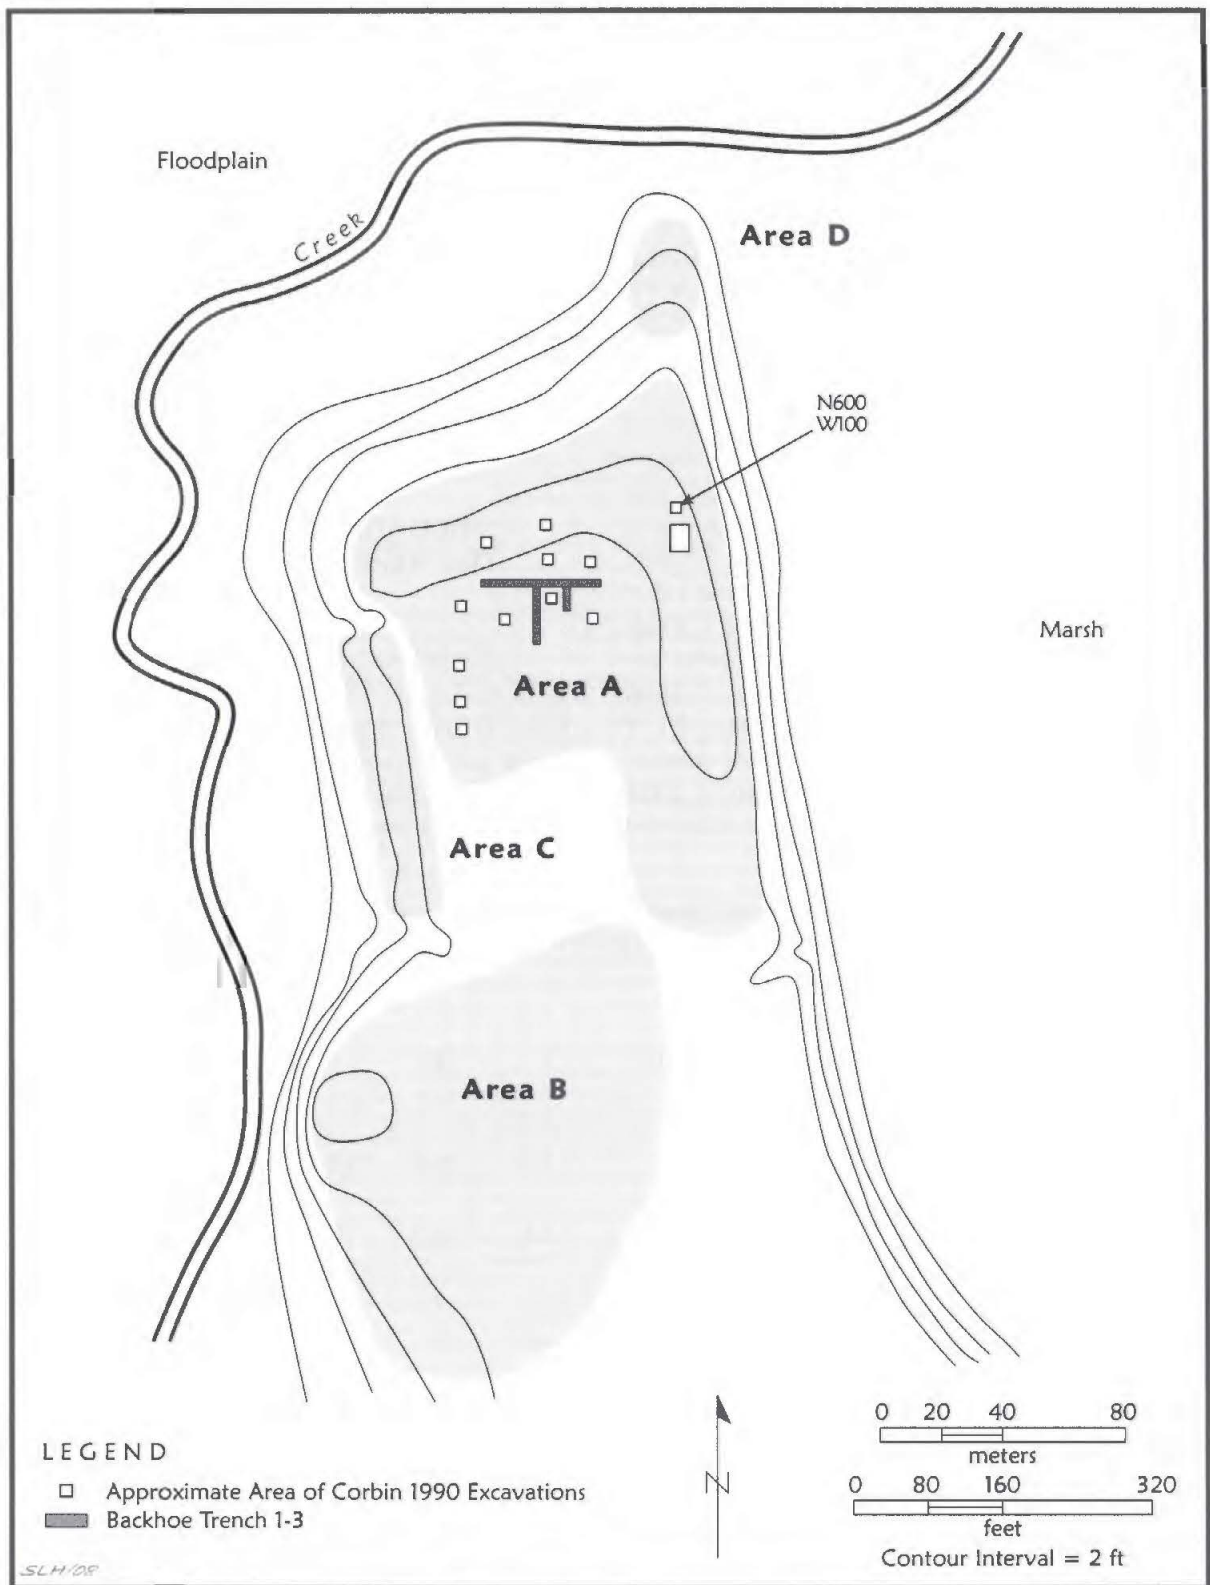 Floodplain
Creek
Area D
N600
W100
Marsh
Area A
Area C
Area B
LEGEND
Approximate Area of Corbin 1990 Excavations
Backhoe Trench 1-3
N
0 20 40 80
meters
0 80 160 320
feet
Contour Interval = 2 ft
SLH/08